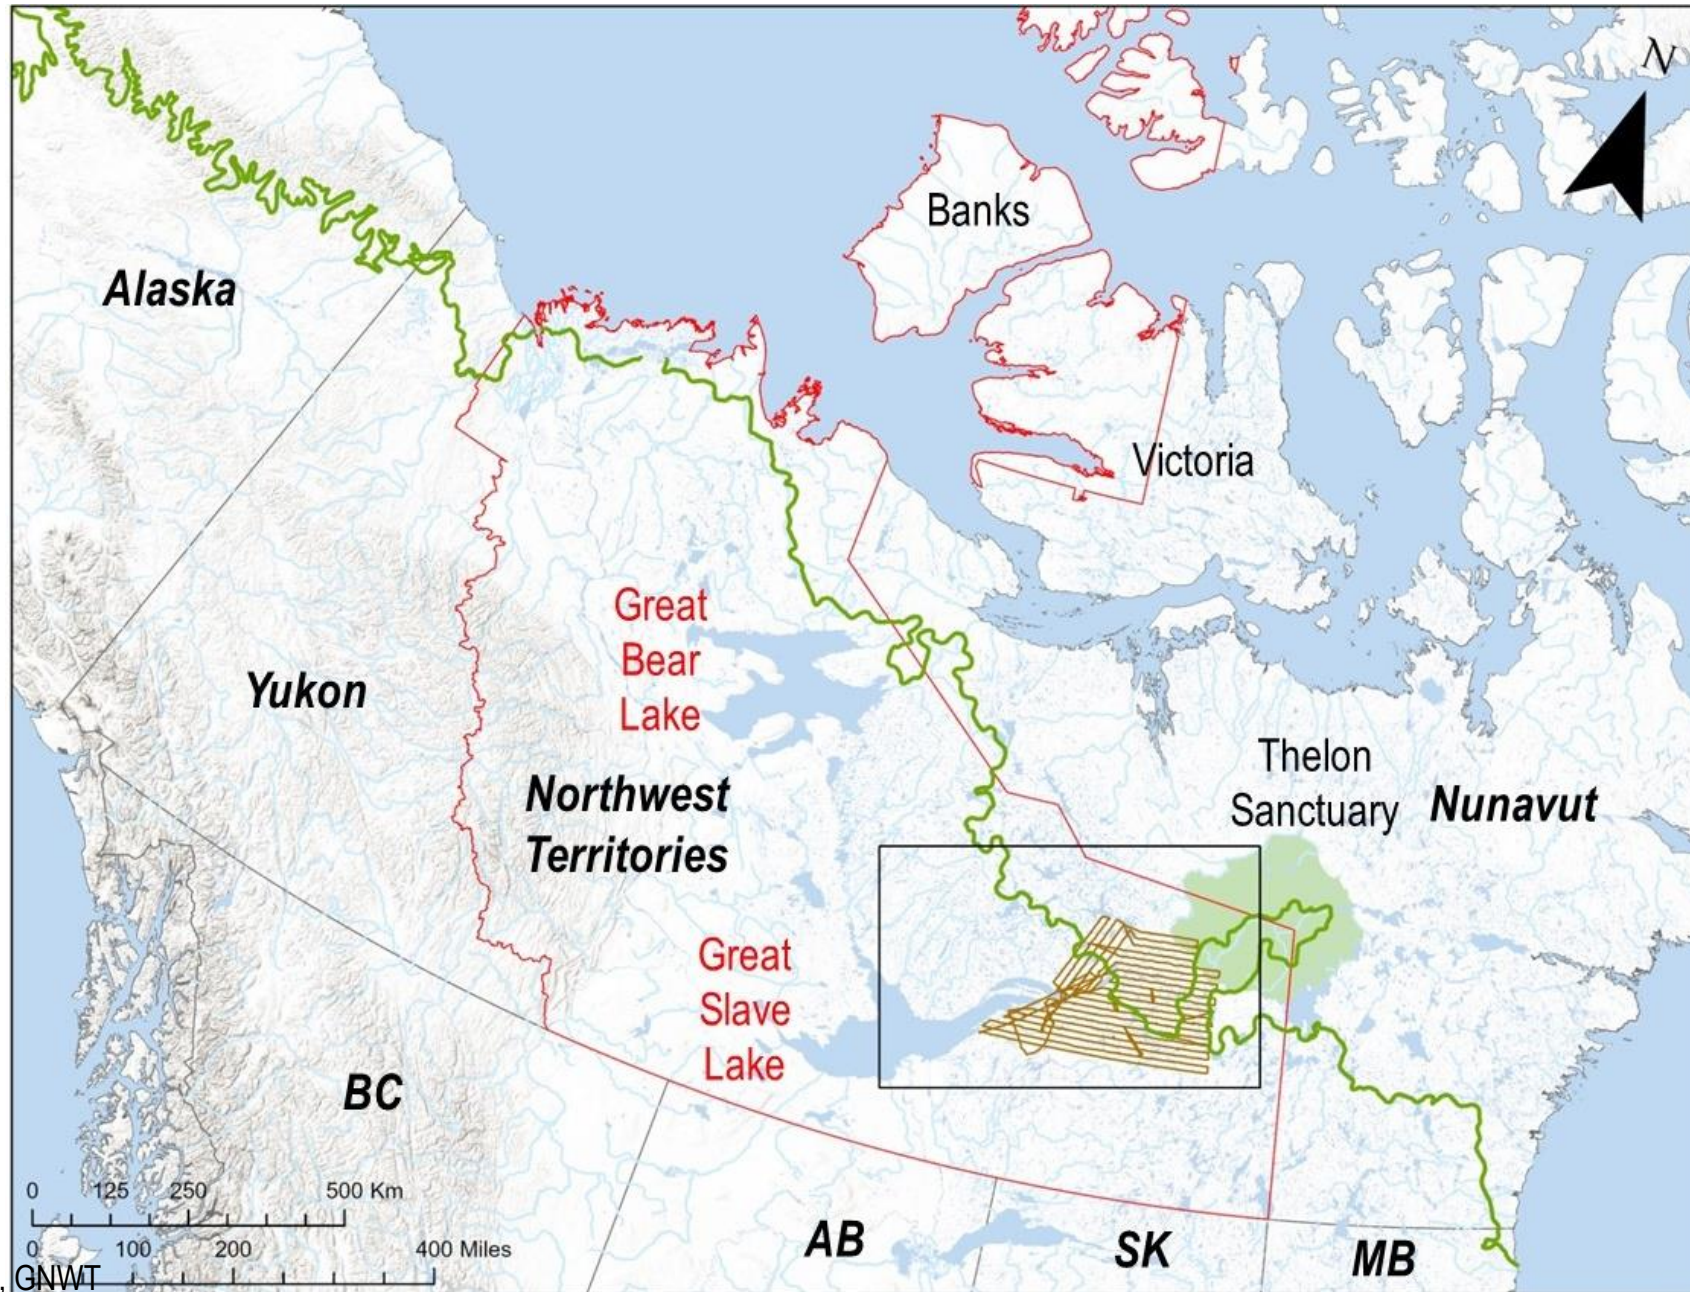 N
Banks
Alaska
Victoria
Great
Bear
Lake
Yukon
Thelon
Sanctuary
Nunavut
Northwest
Territories
Great
Slave
Lake
BC
0 125 250 500 Km
AB
SK
MB
0 100 200 400 Miles
, GNWT